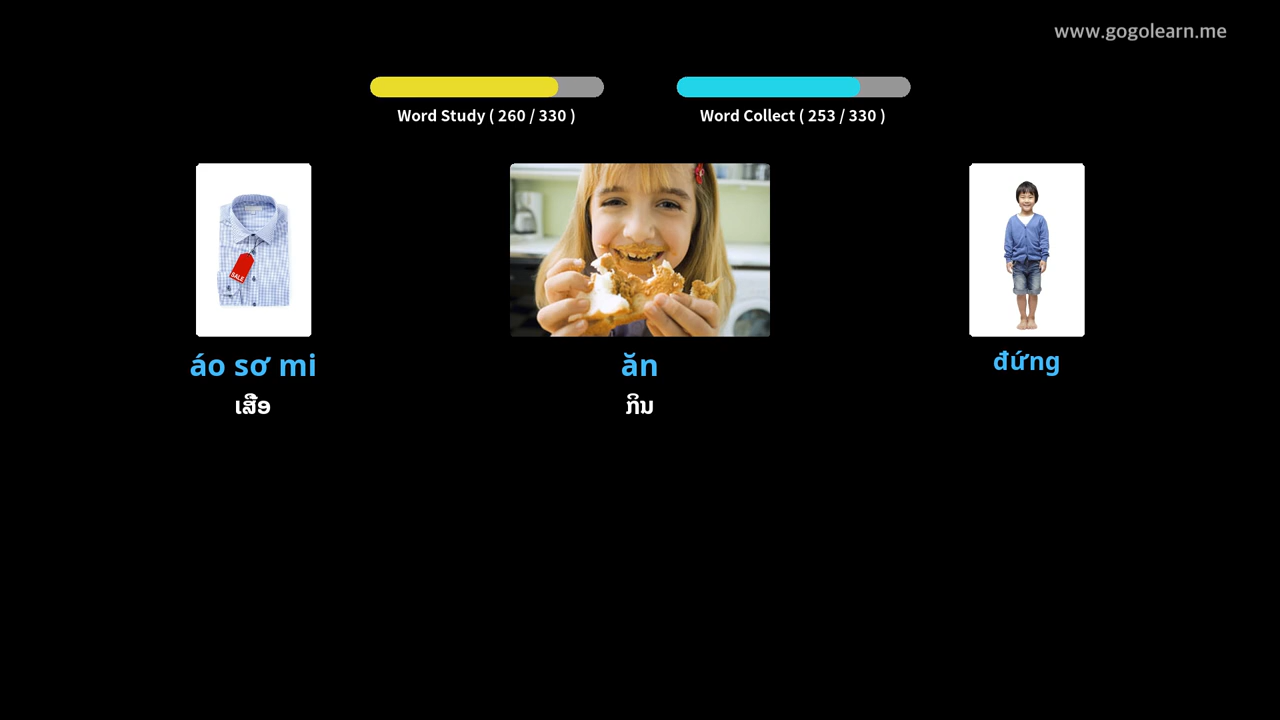 www.gogolearn.me
Word Study ( 260 / 330 )
Word Collect ( 253 / 330 )
SALE
áo sơ mi
ăn
đứng
ເສືອ
ກິນ